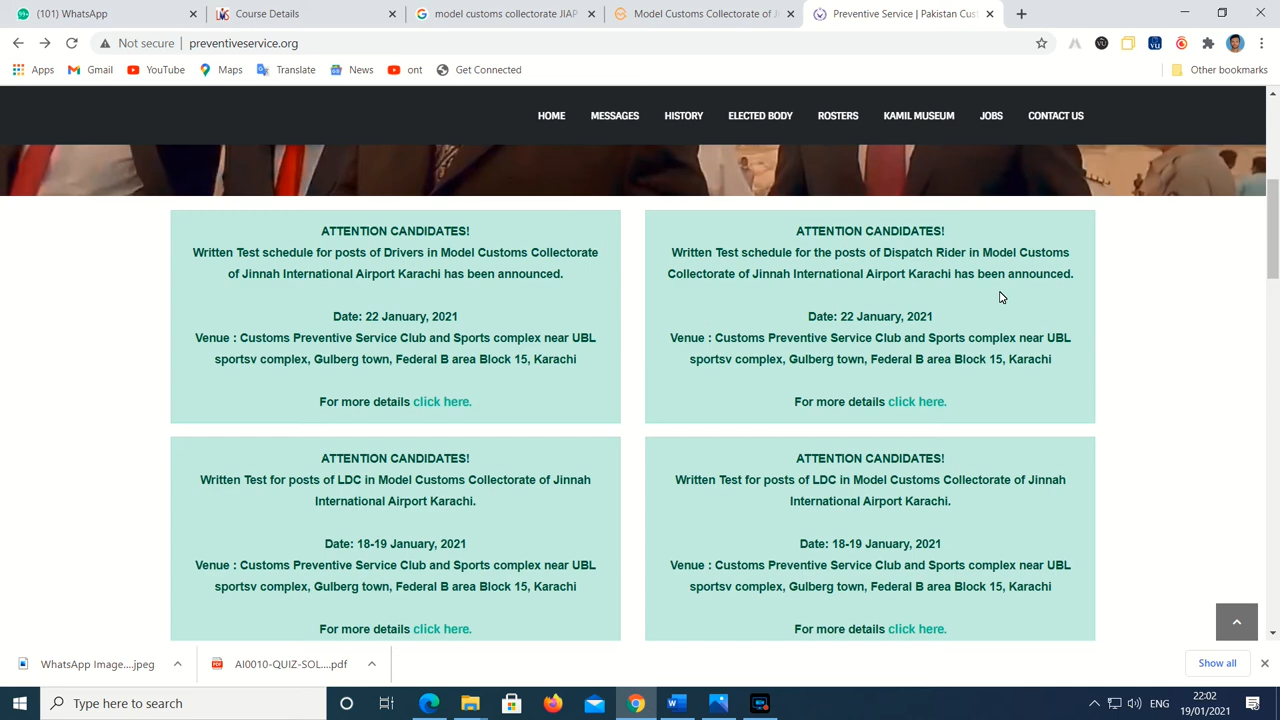 (101) WhatsApp
Course Details
model customs collectorate JIAP
Model Customs Collectorate of J
Preventive Service | Pakistan Cus
Not secure
preventiveservice.org
Apps
Gmail
YouTube
Maps
Translate
News
ont
Get Connected
Other bookmarks
HOME MESSAGES HISTORY ELECTED BODY ROSTERS KAMIL MUSEUM JOBS CONTACT US
ATTENTION CANDIDATES!
Written Test schedule for posts of Drivers in Model Customs Collectorate
of Jinnah International Airport Karachi has been announced.
Date: 22 January, 2021
Venue : Customs Preventive Service Club and Sports complex near UBL
sportsv complex, Gulberg town, Federal B area Block 15, Karachi
For more details click here.
ATTENTION CANDIDATES!
Written Test schedule for the posts of Dispatch Rider in Model Customs
Collectorate of Jinnah International Airport Karachi has been announced.
Date: 22 January, 2021
Venue : Customs Preventive Service Club and Sports complex near UBL
sportsv complex, Gulberg town, Federal B area Block 15, Karachi
For more details click here.
ATTENTION CANDIDATES!
Written Test for posts of LDC in Model Customs Collectorate of Jinnah
International Airport Karachi.
Date: 18-19 January, 2021
Venue : Customs Preventive Service Club and Sports complex near UBL
sportsv complex, Gulberg town, Federal B area Block 15, Karachi
For more details click here.
ATTENTION CANDIDATES!
Written Test for posts of LDC in Model Customs Collectorate of Jinnah
International Airport Karachi.
Date: 18-19 January, 2021
Venue : Customs Preventive Service Club and Sports complex near UBL
sportsv complex, Gulberg town, Federal B area Block 15, Karachi
For more details click here.
WhatsApp Image....jpeg
AI0010-QUIZ-SOL....pdf
Show all
Type here to search
ENG
22:02
19/01/2021